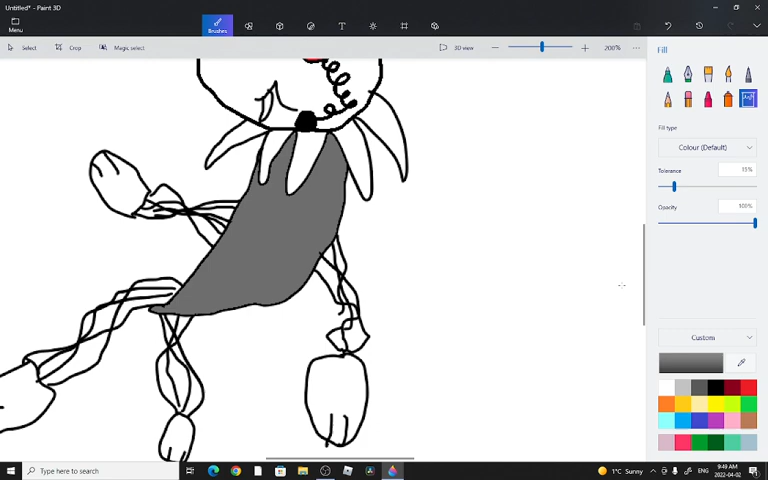 Untitled* - Paint 3D
Menu
Brushes
Select
Crop
Magic select
3D view
200%
Fill
Fill type
Colour (Default)
Tolerance
15%
Opacity
100%
Custom
Type here to search
1°C Sunny
ENG
9:49 AM
2022-04-02